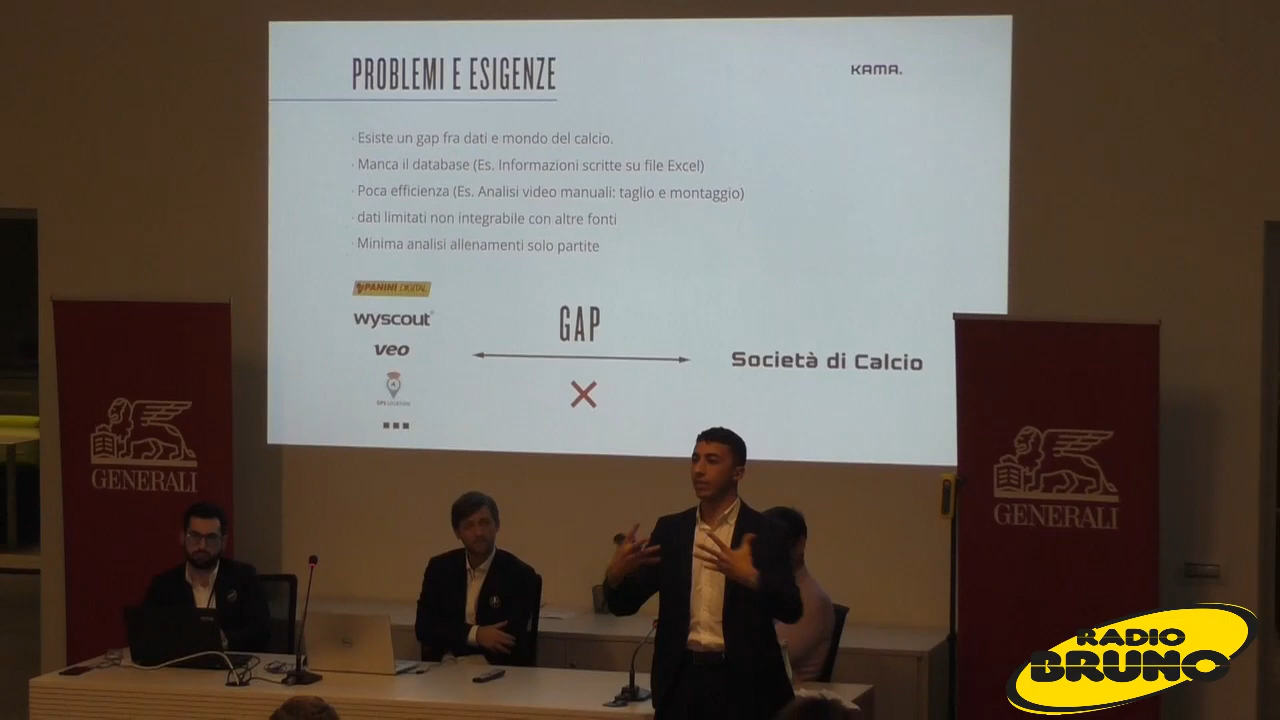 PROBLEMI E ESIGENZE
KAMA.
· Esiste un gap fra dati e mondo del calcio.
· Manca il database (Es. Informazioni scritte su file Excel)
· Poca efficienza (Es. Analisi video manuali: taglio e montaggio)
· dati limitati non integrabile con altre fonti
· Minima analisi allenamenti solo partite
PANINI DIGITAL
wyscout
veo
GPS LOCATION
GAP
Società di Calcio
GENERALI
GENERALI
RADIO
BRUNO